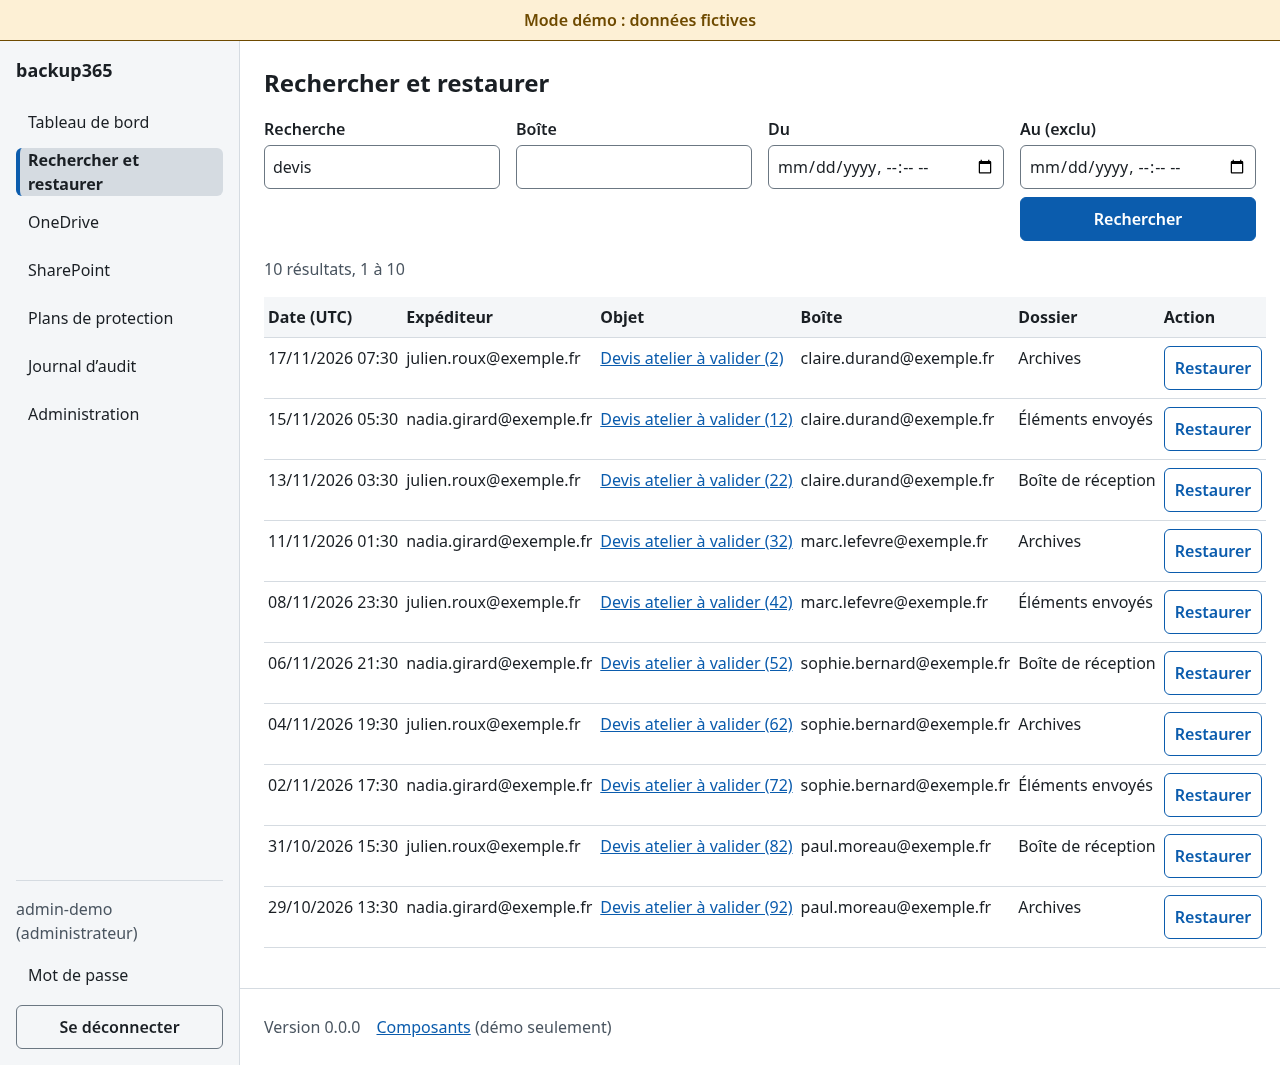 Mode démo : données fictives
backup365
Tableau de bord
Rechercher et
restaurer
OneDrive
SharePoint
Plans de protection
Journal d’audit
Administration
admin-demo
(administrateur)
Mot de passe
Se déconnecter
Rechercher et restaurer
Recherche Boîte Du Au (exclu)
devis mm/dd/yyyy, --:-- -- mm/dd/yyyy, --:-- --
Rechercher
10 résultats, 1 à 10
Date (UTC) Expéditeur Objet Boîte Dossier Action
17/11/2026 07:30 julien.roux@exemple.fr Devis atelier à valider (2) claire.durand@exemple.fr Archives Restaurer
15/11/2026 05:30 nadia.girard@exemple.fr Devis atelier à valider (12) claire.durand@exemple.fr Éléments envoyés Restaurer
13/11/2026 03:30 julien.roux@exemple.fr Devis atelier à valider (22) claire.durand@exemple.fr Boîte de réception Restaurer
11/11/2026 01:30 nadia.girard@exemple.fr Devis atelier à valider (32) marc.lefevre@exemple.fr Archives Restaurer
08/11/2026 23:30 julien.roux@exemple.fr Devis atelier à valider (42) marc.lefevre@exemple.fr Éléments envoyés Restaurer
06/11/2026 21:30 nadia.girard@exemple.fr Devis atelier à valider (52) sophie.bernard@exemple.fr Boîte de réception Restaurer
04/11/2026 19:30 julien.roux@exemple.fr Devis atelier à valider (62) sophie.bernard@exemple.fr Archives Restaurer
02/11/2026 17:30 nadia.girard@exemple.fr Devis atelier à valider (72) sophie.bernard@exemple.fr Éléments envoyés Restaurer
31/10/2026 15:30 julien.roux@exemple.fr Devis atelier à valider (82) paul.moreau@exemple.fr Boîte de réception Restaurer
29/10/2026 13:30 nadia.girard@exemple.fr Devis atelier à valider (92) paul.moreau@exemple.fr Archives Restaurer
Version 0.0.0 Composants (démo seulement)